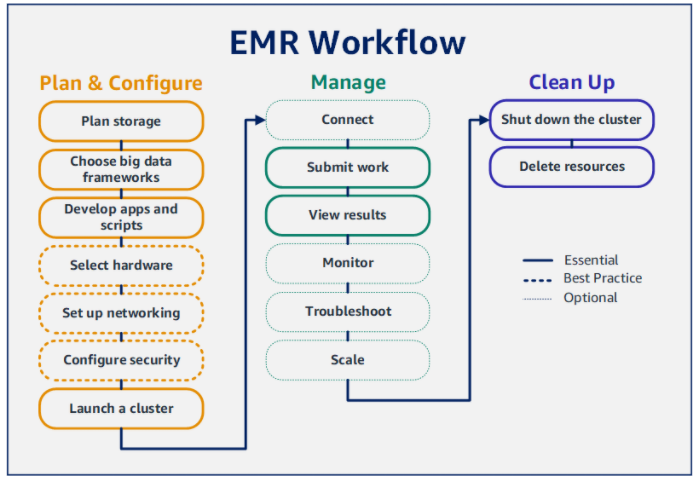 EMR Workflow
Plan & Configure
Plan storage
Choose big data
frameworks
Develop apps and
scripts
Select hardware
Set up networking
Configure security
Launch a cluster
Manage
Connect
Submit work
View results
Monitor
Troubleshoot
Scale
Clean Up
Shut down the cluster
Delete resources
Essential
Best Practice
Optional